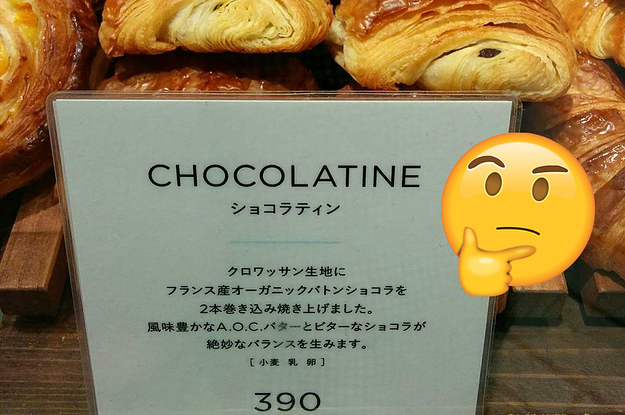 CHOCOLATINE
ショコラティン
クロワッサン生地に
フランス産オーガニックバトンショコラを
2本巻き込み焼き上げました。
風味豊かなA.O.C.バターとビターなショコラが
絶妙なバランスを生みます。
[ 小麦 乳 卵 ]
390